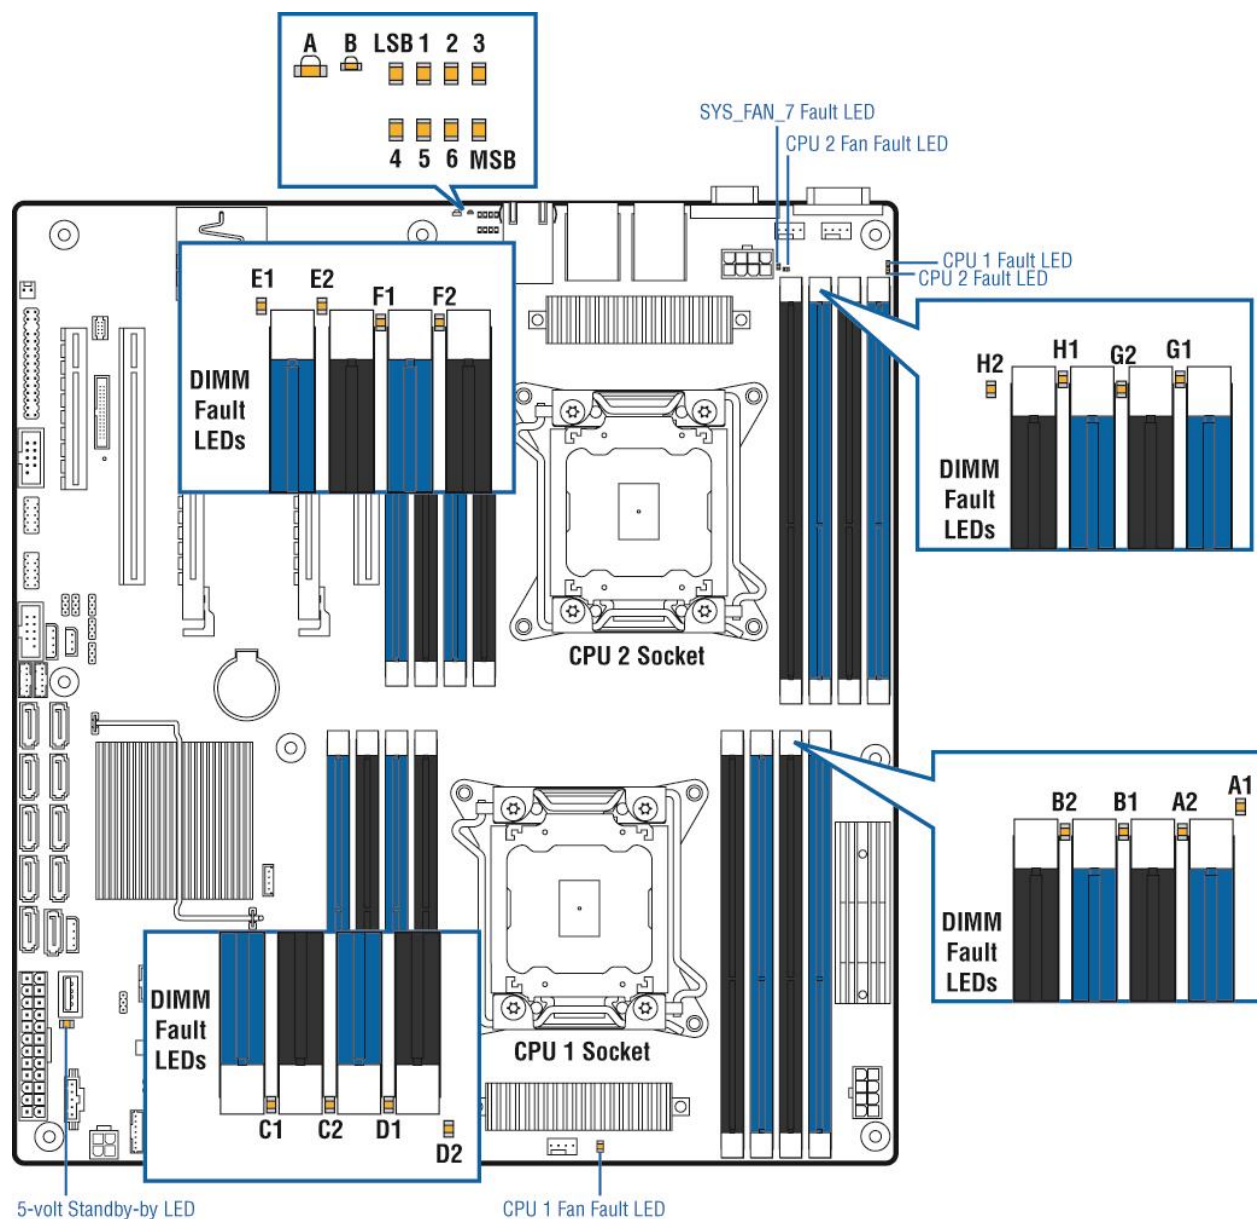 A B LSB 1 2 3
4 5 6 MSB
SYS_FAN_7 Fault LED
CPU 2 Fan Fault LED
CPU 1 Fault LED
CPU 2 Fault LED
E1 E2 F1 F2
DIMM
Fault
LEDs
H2 H1 G2 G1
DIMM
Fault
LEDs
CPU 2 Socket
B2 B1 A2 A1
DIMM
Fault
LEDs
DIMM
Fault
LEDs
C1 C2 D1 D2
CPU 1 Socket
5-volt Standby-by LED
CPU 1 Fan Fault LED